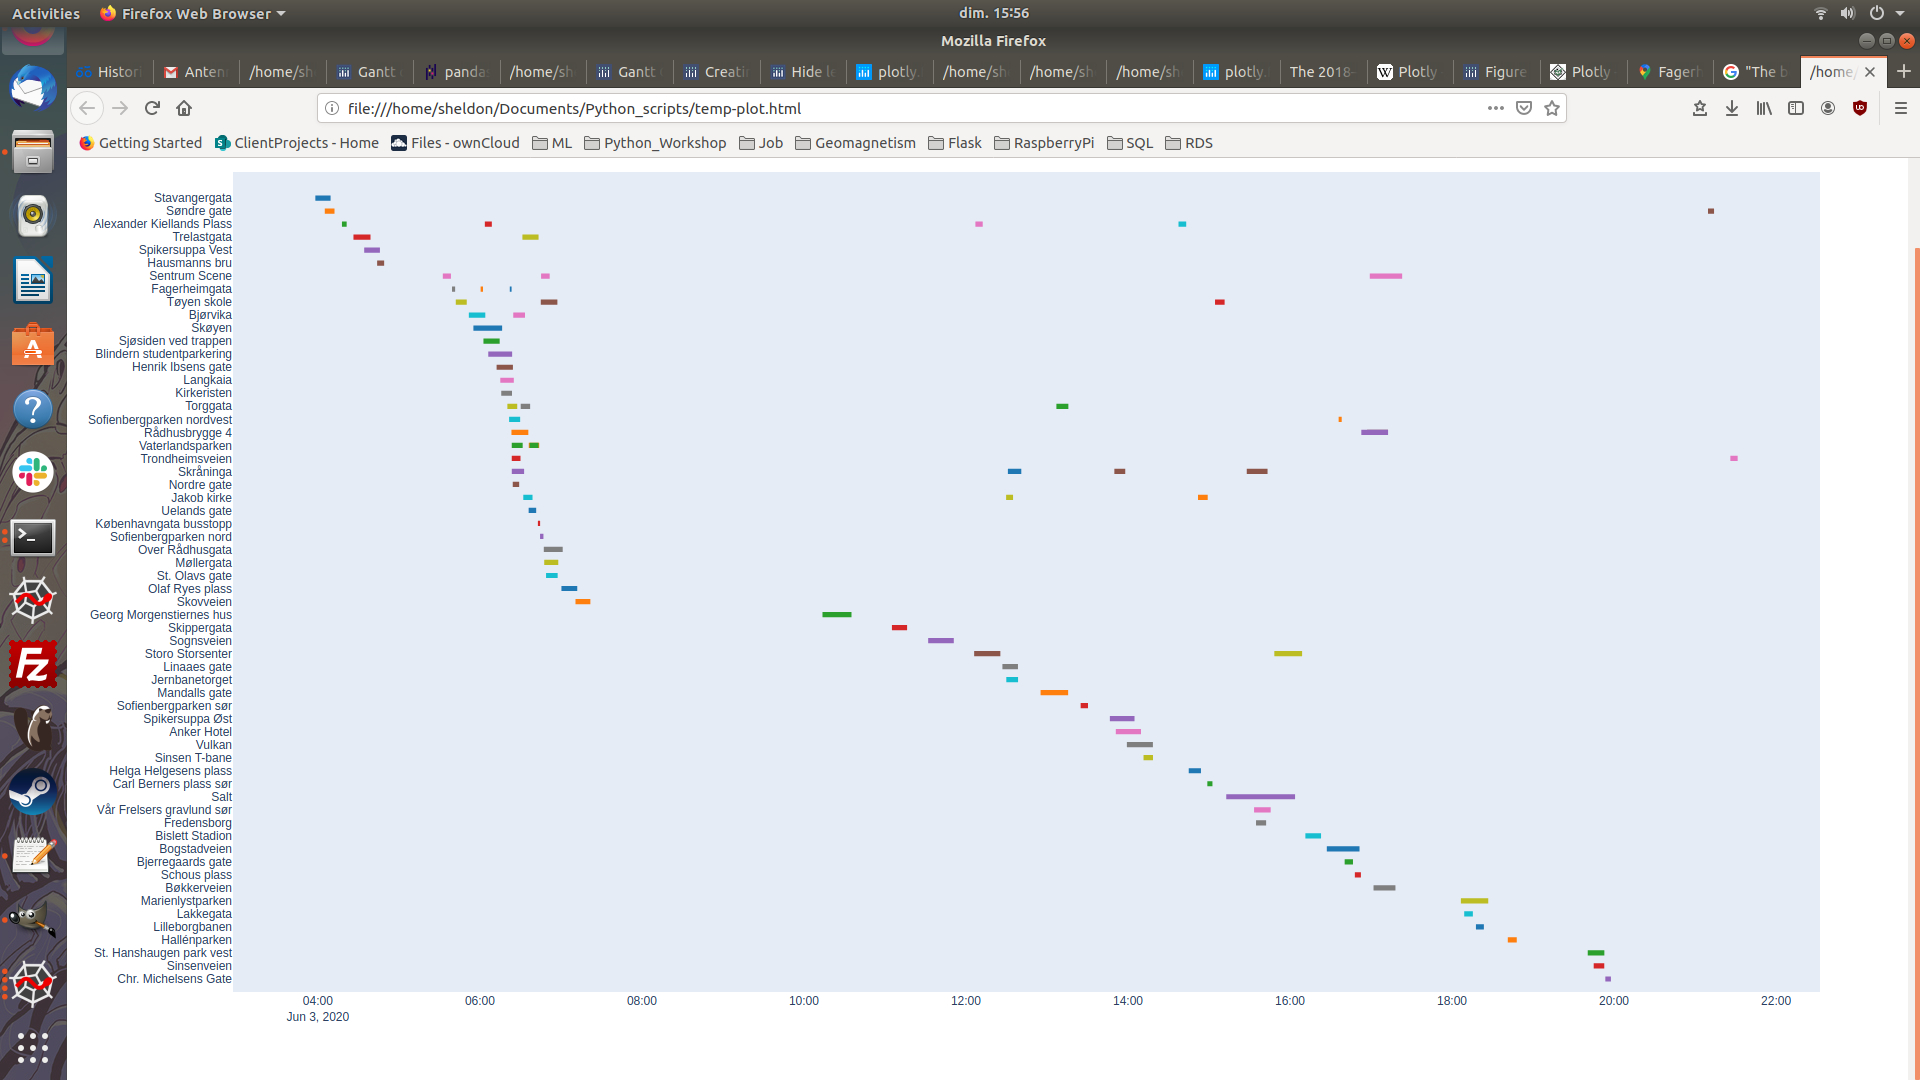 Activities Firefox Web Browser dim. 15:56
Mozilla Firefox
Histori Anten /home/sh Gantt panda /home/sh Gantt Creatin Hide le plotly. /home/sh /home/sh /home/sh plotly. The 2018- Plotly Figure Plotly Fagerh "The b /home/
file:///home/sheldon/Documents/Python_scripts/temp-plot.html
Getting Started ClientProjects - Home Files - ownCloud ML Python_Workshop Job Geomagnetism Flask RaspberryPi SQL RDS
Stavangergata
Søndre gate
Alexander Kiellands Plass
Trelastgata
Spikersuppa Vest
Hausmanns bru
Sentrum Scene
Fagerheimgata
Tøyen skole
Bjørvika
Skøyen
Sjøsiden ved trappen
Blindern studentparkering
Henrik Ibsens gate
Langkaia
Kirkeristen
Torggata
Sofienbergparken nordvest
Rådhusbrygge 4
Vaterlandsparken
Trondheimsveien
Skråninga
Nordre gate
Jakob kirke
Uelands gate
Københavngata busstopp
Sofienbergparken nord
Over Rådhusgata
Møllergata
St. Olavs gate
Olaf Ryes plass
Skovveien
Georg Morgenstiernes hus
Skippergata
Sognsveien
Storo Storsenter
Linaaes gate
Jernbanetorget
Mandalls gate
Sofienbergparken sør
Spikersuppa Øst
Anker Hotel
Vulkan
Sinsen T-bane
Helga Helgesens plass
Carl Berners plass sør
Salt
Vår Frelsers gravlund sør
Fredensborg
Bislett Stadion
Bogstadveien
Bjerregaards gate
Schous plass
Bøkkerveien
Marienlystparken
Lakkegata
Lilleborgbanen
Hallénparken
St. Hanshaugen park vest
Sinsenveien
Chr. Michelsens Gate
04:00 06:00 08:00 10:00 12:00 14:00 16:00 18:00 20:00 22:00
Jun 3, 2020